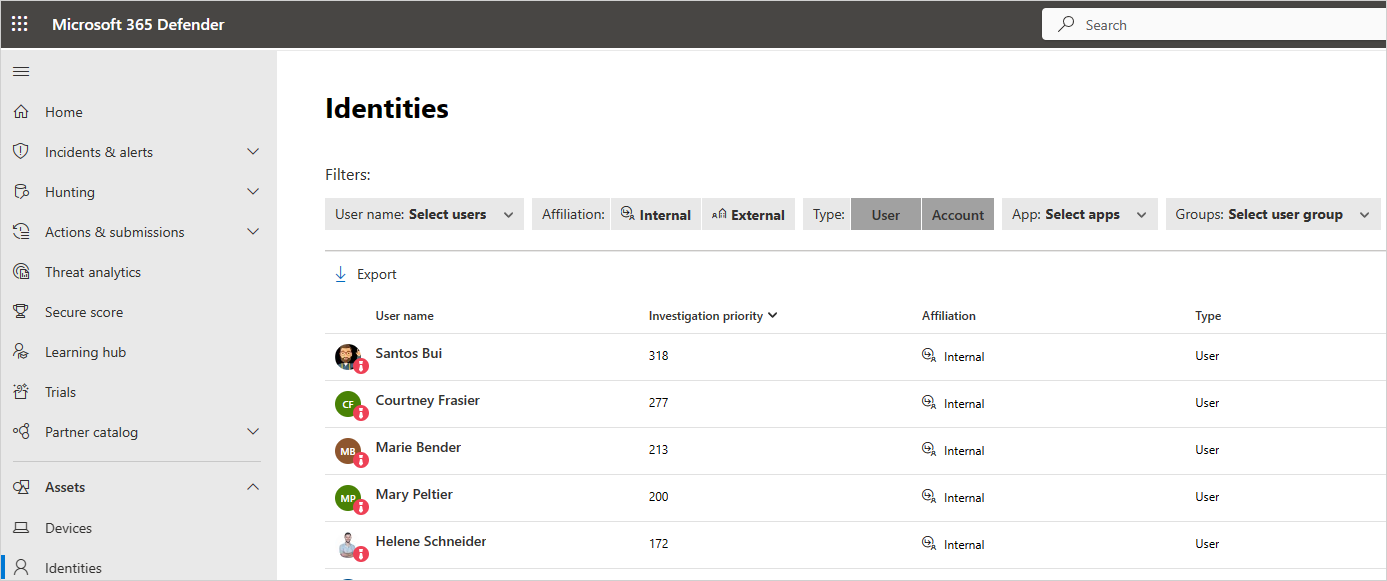 Microsoft 365 Defender
Search
Home
Incidents & alerts
Hunting
Actions & submissions
Threat analytics
Secure score
Learning hub
Trials
Partner catalog
Assets
Devices
Identities
Identities
Filters:
User name: Select users Affiliation: Internal External Type: User Account App: Select apps Groups: Select user group
Export
User name Investigation priority Affiliation Type
Santos Bui 318 Internal User
CF Courtney Frasier 277 Internal User
MB Marie Bender 213 Internal User
MP Mary Peltier 200 Internal User
Helene Schneider 172 Internal User